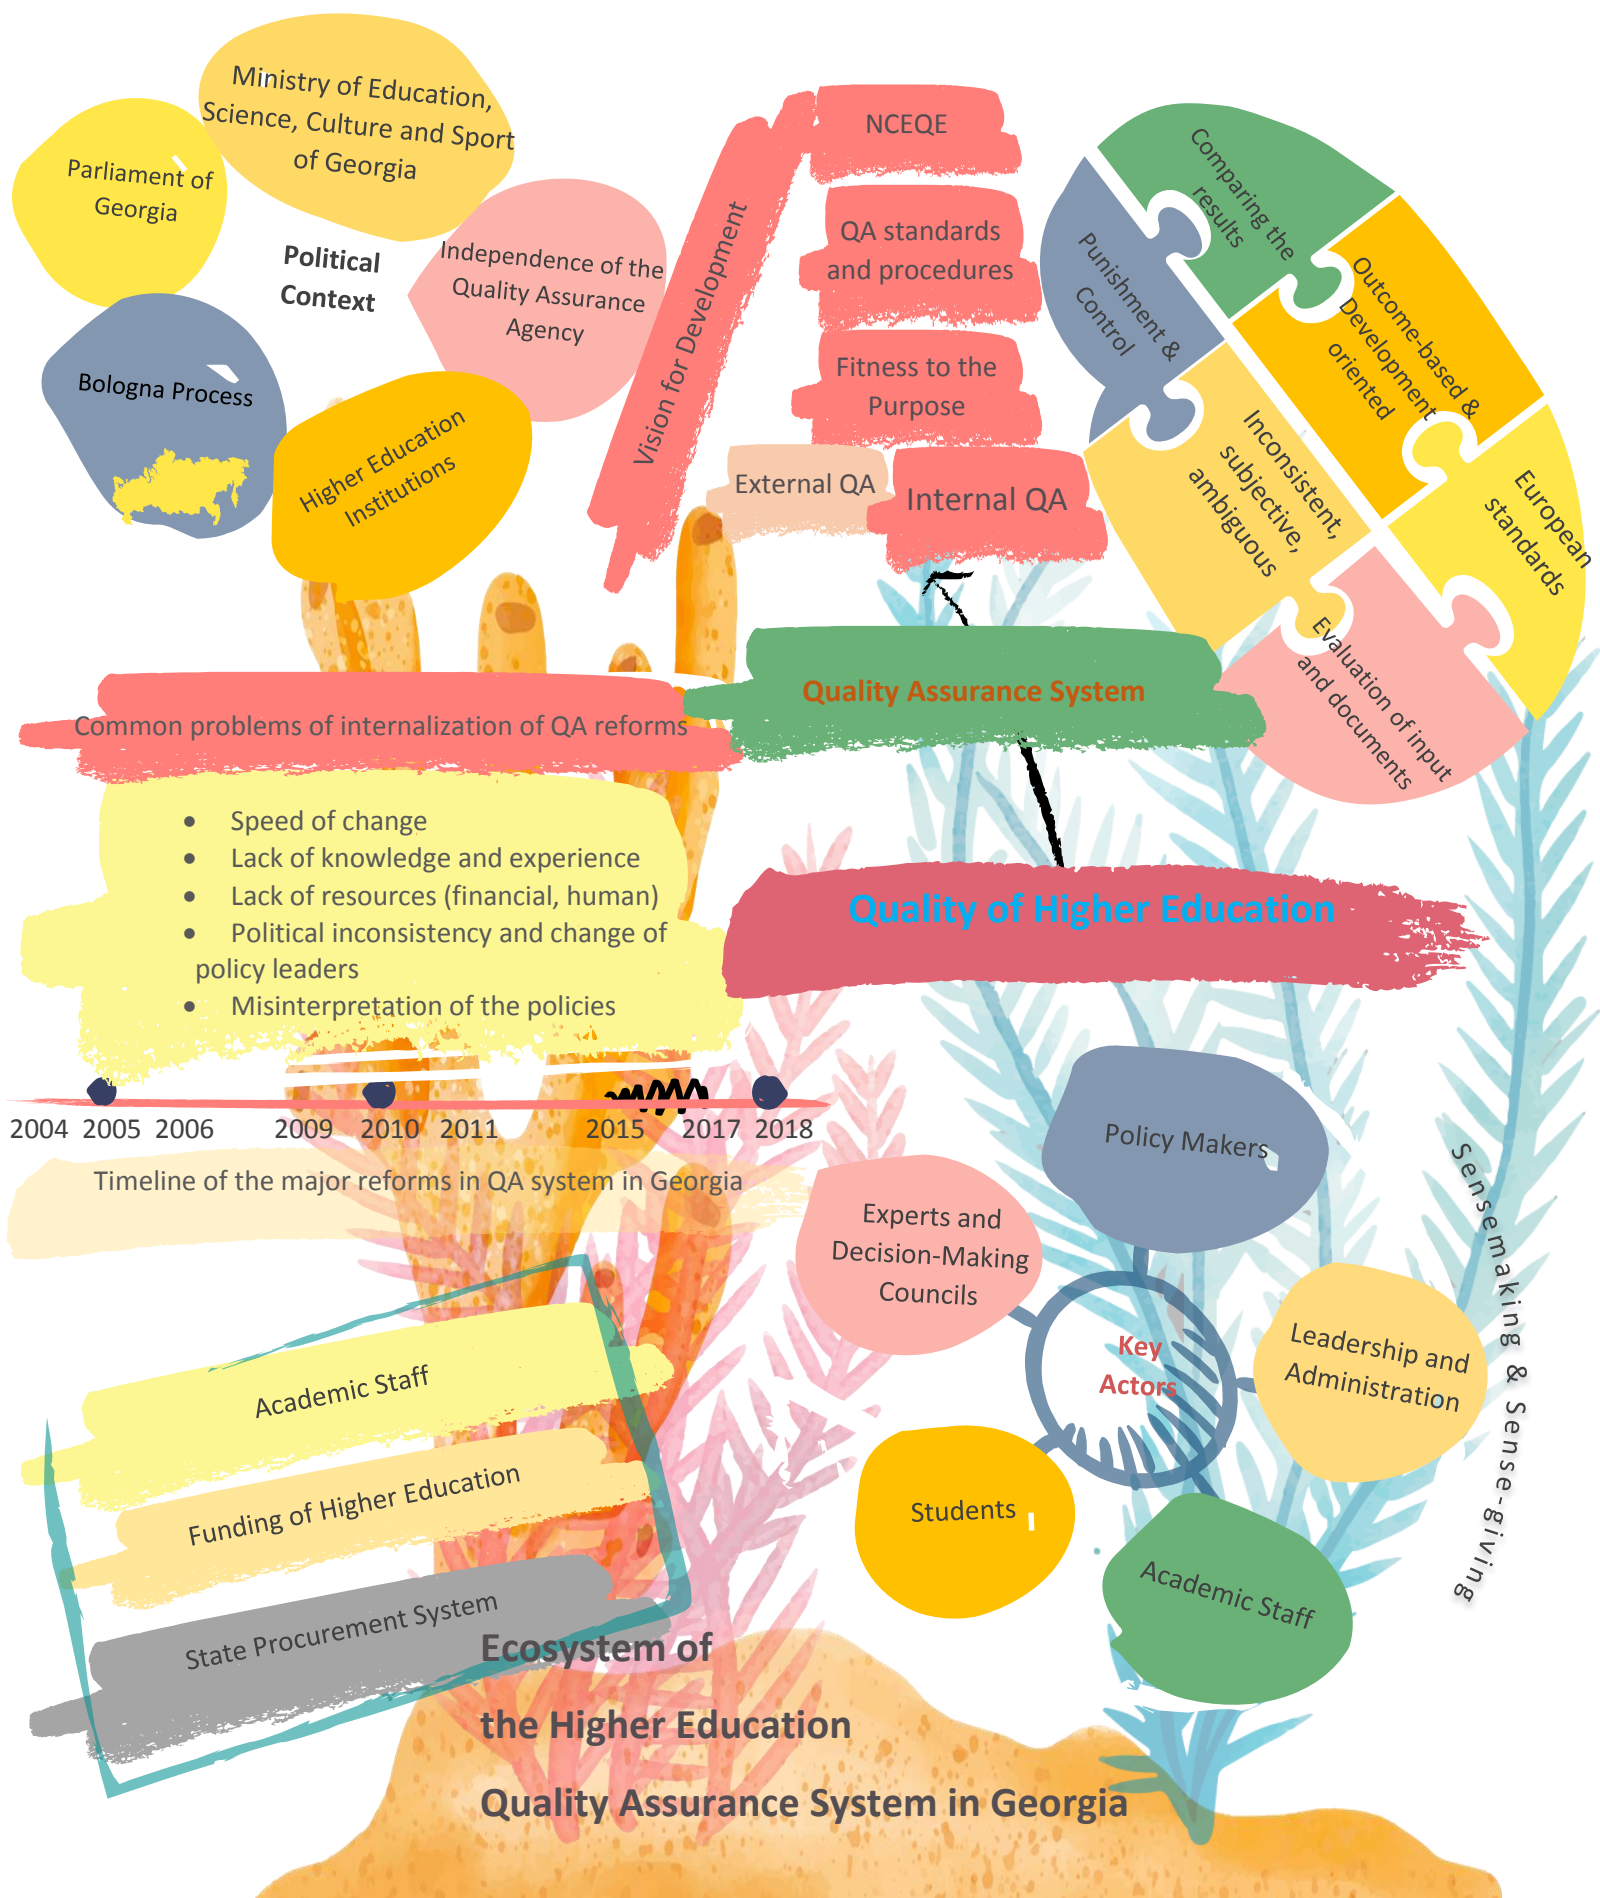 Ministry of Education,
Science, Culture and Sport
of Georgia
Parliament of
Georgia
Political
Context
Independence of the
Quality Assurance
Agency
Bologna Process
Higher Education
Institutions
Vision for Development
NCEQE
QA standards
and procedures
Fitness to the
Purpose
External QA
Internal QA
Comparing the
results
Punishment &
Control
Outcome-based &
Development
oriented
Inconsistent,
subjective,
ambiguous
European
standards
Evaluation of input
and documents
Quality Assurance System
Common problems of internalization of QA reforms
• Speed of change
• Lack of knowledge and experience
• Lack of resources (financial, human)
• Political inconsistency and change of
policy leaders
• Misinterpretation of the policies
Quality of Higher Education
2004 2005 2006 2009 2010 2011 2015 2017 2018
Timeline of the major reforms in QA system in Georgia
Policy Makers
Experts and
Decision-Making
Councils
Key
Actors
Leadership and
Administration
Students
Academic Staff
Sensemaking & Sense-giving
Academic Staff
Funding of Higher Education
State Procurement System
Ecosystem of
the Higher Education
Quality Assurance System in Georgia